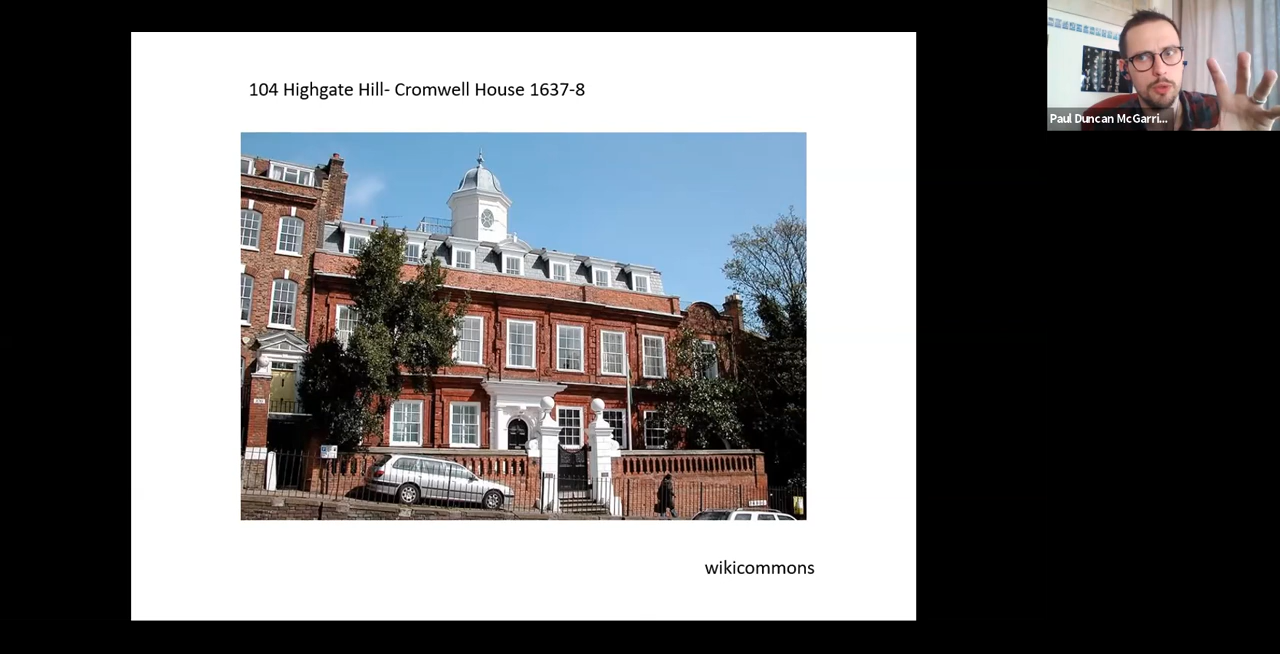 104 Highgate Hill- Cromwell House 1637-8
Paul Duncan McGarri...
wikicommons